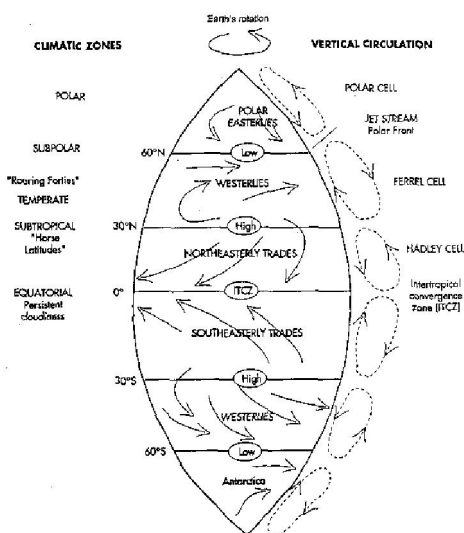 Earth's rotation
CLIMATIC ZONES
VERTICAL CIRCULATION
POLAR
POLAR
EASTERLIES
POLAR CELL
JET STREAM
Polar Front
SUBPOLAR
60°N
Low
"Roaring Forties"
WESTERLIES
FERREL CELL
TEMPERATE
SUBTROPICAL
"Horse
Latitudes"
30°N
High
NORTHEASTERLY TRADES
HADLEY CELL
EQUATORIAL
Persistent
cloudiness
0°
ITCZ
Intertropical
convergence
Zone [ITCZ]
SOUTHEASTERLY TRADES
30°S
High
WESTERLIES
60°S
Low
Antarctica